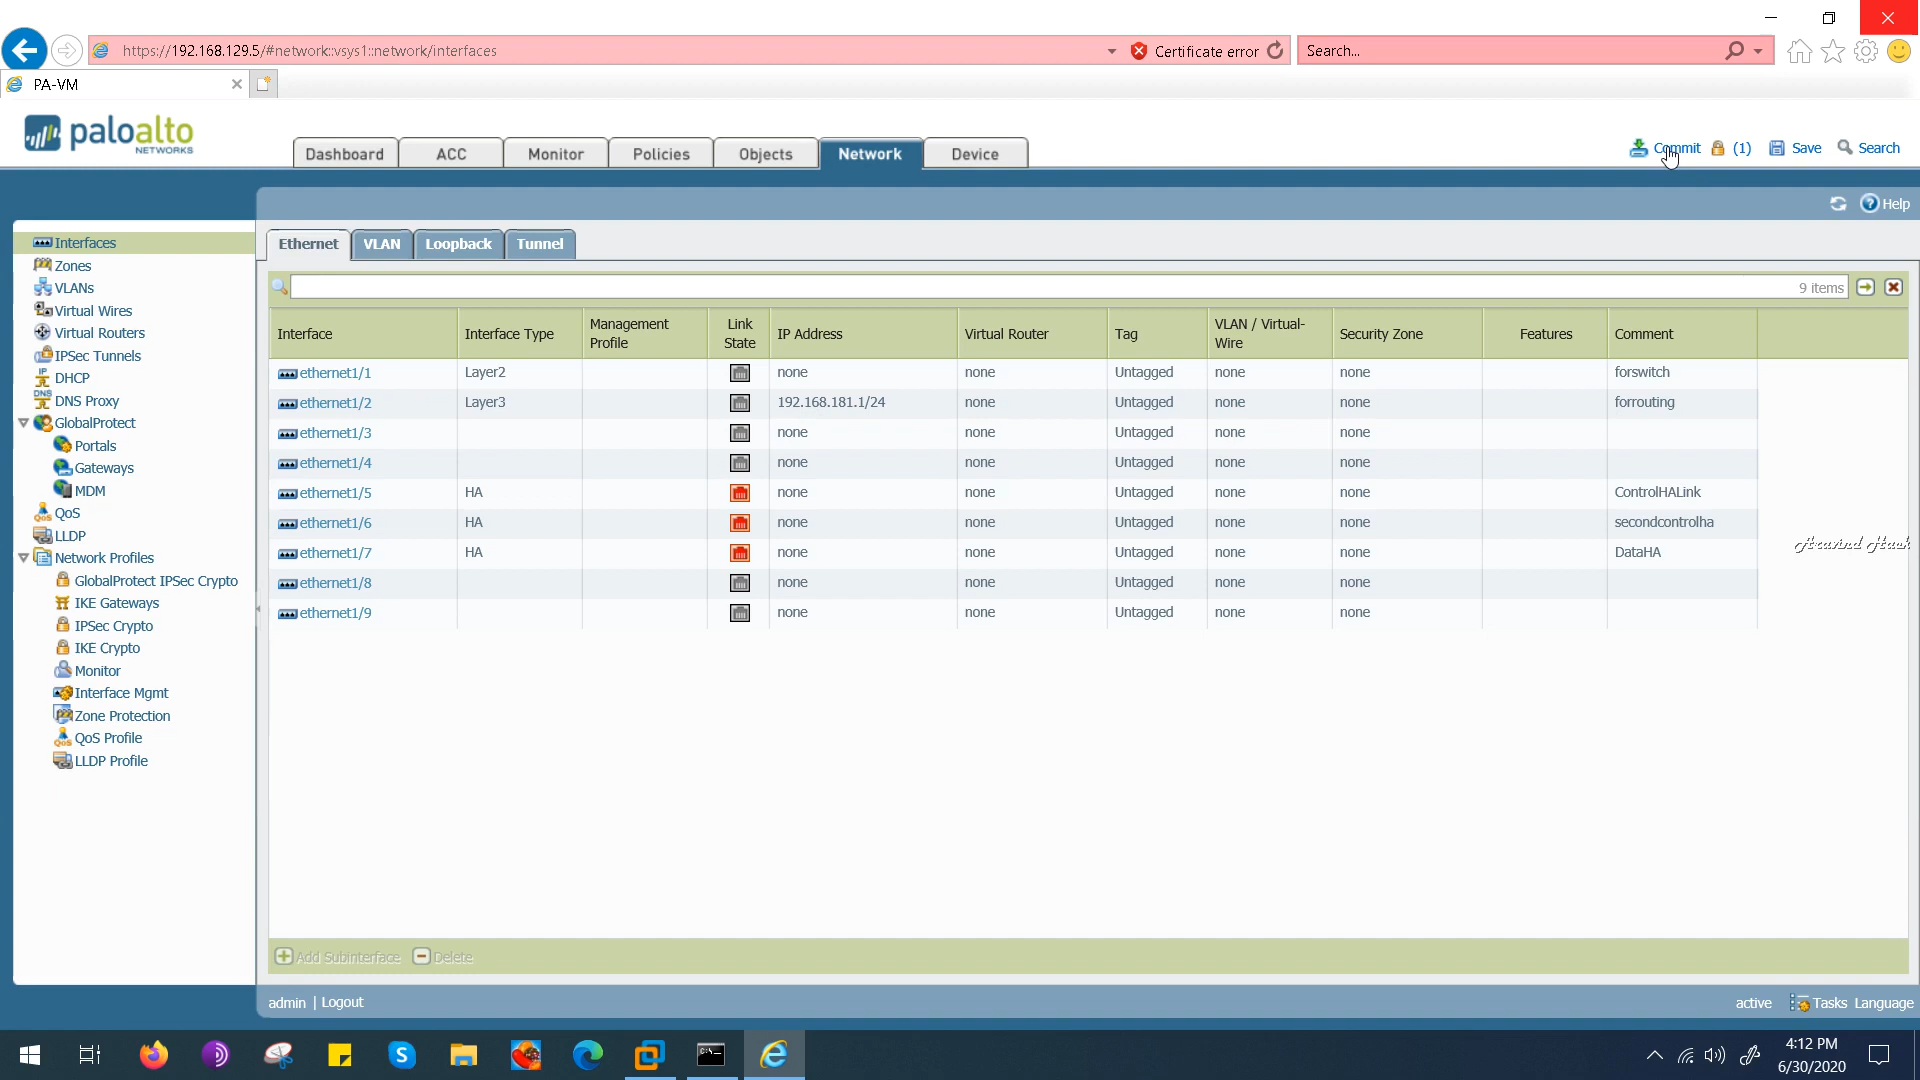 https://192.168.129.5/#network::vsys1::network/interfaces
Certificate error
Search...
PA-VM
paloalto
NETWORKS
Dashboard
ACC
Monitor
Policies
Objects
Network
Device
Commit
(1)
Save
Search
Help
Interfaces
Zones
VLANs
Virtual Wires
Virtual Routers
IPSec Tunnels
DHCP
DNS Proxy
GlobalProtect
Portals
Gateways
MDM
QoS
LLDP
Network Profiles
GlobalProtect IPSec Crypto
IKE Gateways
IPSec Crypto
IKE Crypto
Monitor
Interface Mgmt
Zone Protection
QoS Profile
LLDP Profile
Ethernet
VLAN
Loopback
Tunnel
9 items
Interface Interface Type Management Profile Link State IP Address Virtual Router Tag VLAN / Virtual-Wire Security Zone Features Comment
ethernet1/1 Layer2 none none Untagged none none forswitch
ethernet1/2 Layer3 192.168.181.1/24 none Untagged none none forrouting
ethernet1/3 none none Untagged none none
ethernet1/4 none none Untagged none none
ethernet1/5 HA none none Untagged none none ControlHALink
ethernet1/6 HA none none Untagged none none secondcontrolha
ethernet1/7 HA none none Untagged none none DataHA
ethernet1/8 none none Untagged none none
ethernet1/9 none none Untagged none none
Aravind Hack
Add Subinterface
Delete
admin | Logout
active
Tasks
Language
4:12 PM
6/30/2020